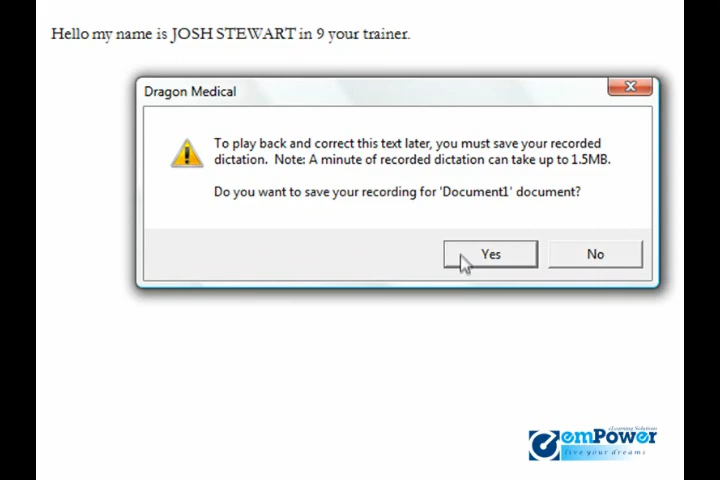 Hello my name is JOSH STEWART in 9 your trainer.
Dragon Medical
To play back and correct this text later, you must save your recorded
dictation. Note: A minute of recorded dictation can take up to 1.5MB.
Do you want to save your recording for 'Document1' document?
Yes
No
eLearning Solutions
emPower
live your dreams